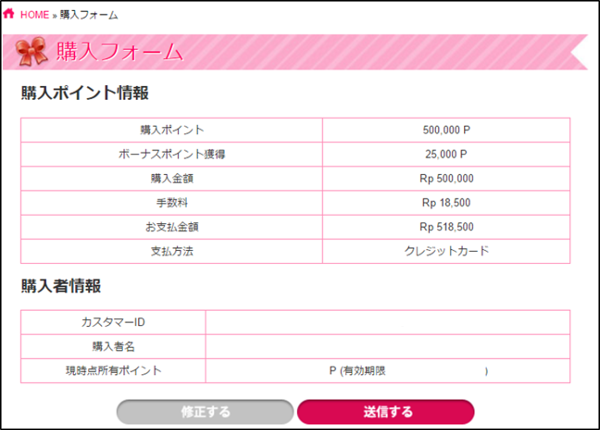 HOME » 購入フォーム
購入フォーム
購入ポイント情報
購入ポイント 500,000 P
ボーナスポイント獲得 25,000 P
購入金額 Rp 500,000
手数料 Rp 18,500
お支払金額 Rp 518,500
支払方法 クレジットカード
購入者情報
カスタマーID
購入者名
現時点所有ポイント P (有効期限 )
修正する 送信する